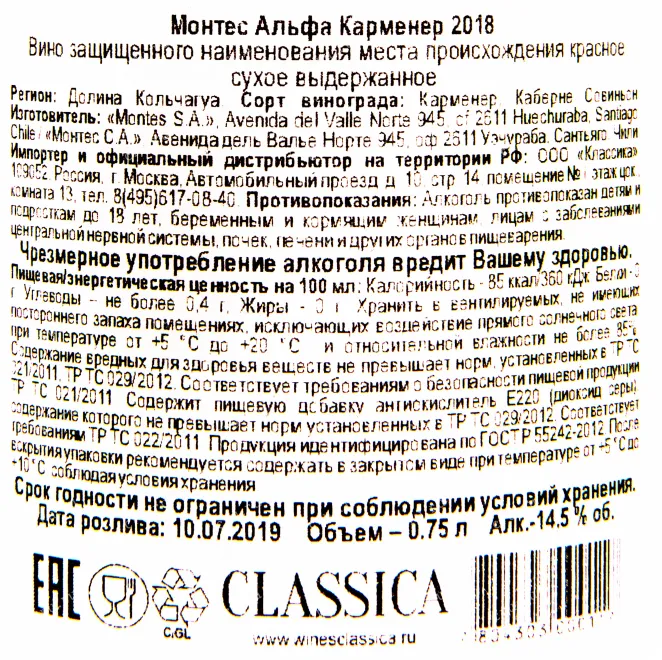 Монтес Альфа Карменер 2018
Вино защищенного наименования места происхождения красное
сухое выдержанное
Регион: Долина Кольчагуа Сорт винограда: Карменер, Каберне Совиньон
Изготовитель: «Montes S.A.», Avenida del Valle Norte 945, of 2611 Huechuraba, Santiago
Chile / «Монтес С.А.» Авенида дель Валье Норте 945, оф 2611 Уэчураба, Сантьяго, Чили
Импортер и официальный дистрибьютор на территории РФ: ООО «Классика»
109052, Россия, г. Москва, Автомобильный проезд д. 10, стр 14 помещение № этаж цок,
комната 13, тел. 8(495)617-08-40. Противопоказания: Алкоголь противопоказан детям и
подросткам до 18 лет, беременным и кормящим женщинам, лицам с заболеваниями
центральной нервной системы, почек, печени и других органов пищеварения.
Чрезмерное употребление алкоголя вредит Вашему здоровью.
Пищевая/энергетическая ценность на 100 мл: Калорийность - 85 ккал/360 кДж Белки - 0
г Углеводы - не более 0,4 г, Жиры - 0 г Хранить в вентилируемых, не имеющих
постороннего запаха помещениях, исключающих воздействие прямого солнечного света
при температуре от +5 °С до +20 °С и относительной влажности не более 85%
Содержание вредных для здоровья веществ не превышает норм, установленных в ТР ТС
021/2011, ТР ТС 029/2012. Соответствует требованиям о безопасности пищевой продукции
ТР ТС 021/2011 Содержит пищевую добавку антиокислитель Е220 (диоксид серы)
содержание которого не превышает норм установленных в ТР ТС 029/2012. Соответствует
требованиям ТР ТС 022/2011 Продукция идентифицирована по ГОСТ Р 55242-2012 После
вскрытия упаковки рекомендуется содержать в закрытом виде при температуре от +5 °С до
+10°С соблюдая условия хранения
Срок годности не ограничен при соблюдении условий хранения.
Дата розлива: 10.07.2019 Объем – 0.75 л Алк.-14.5 % об.
EAC CLASSICA
C/GL
www.winesclassica.ru